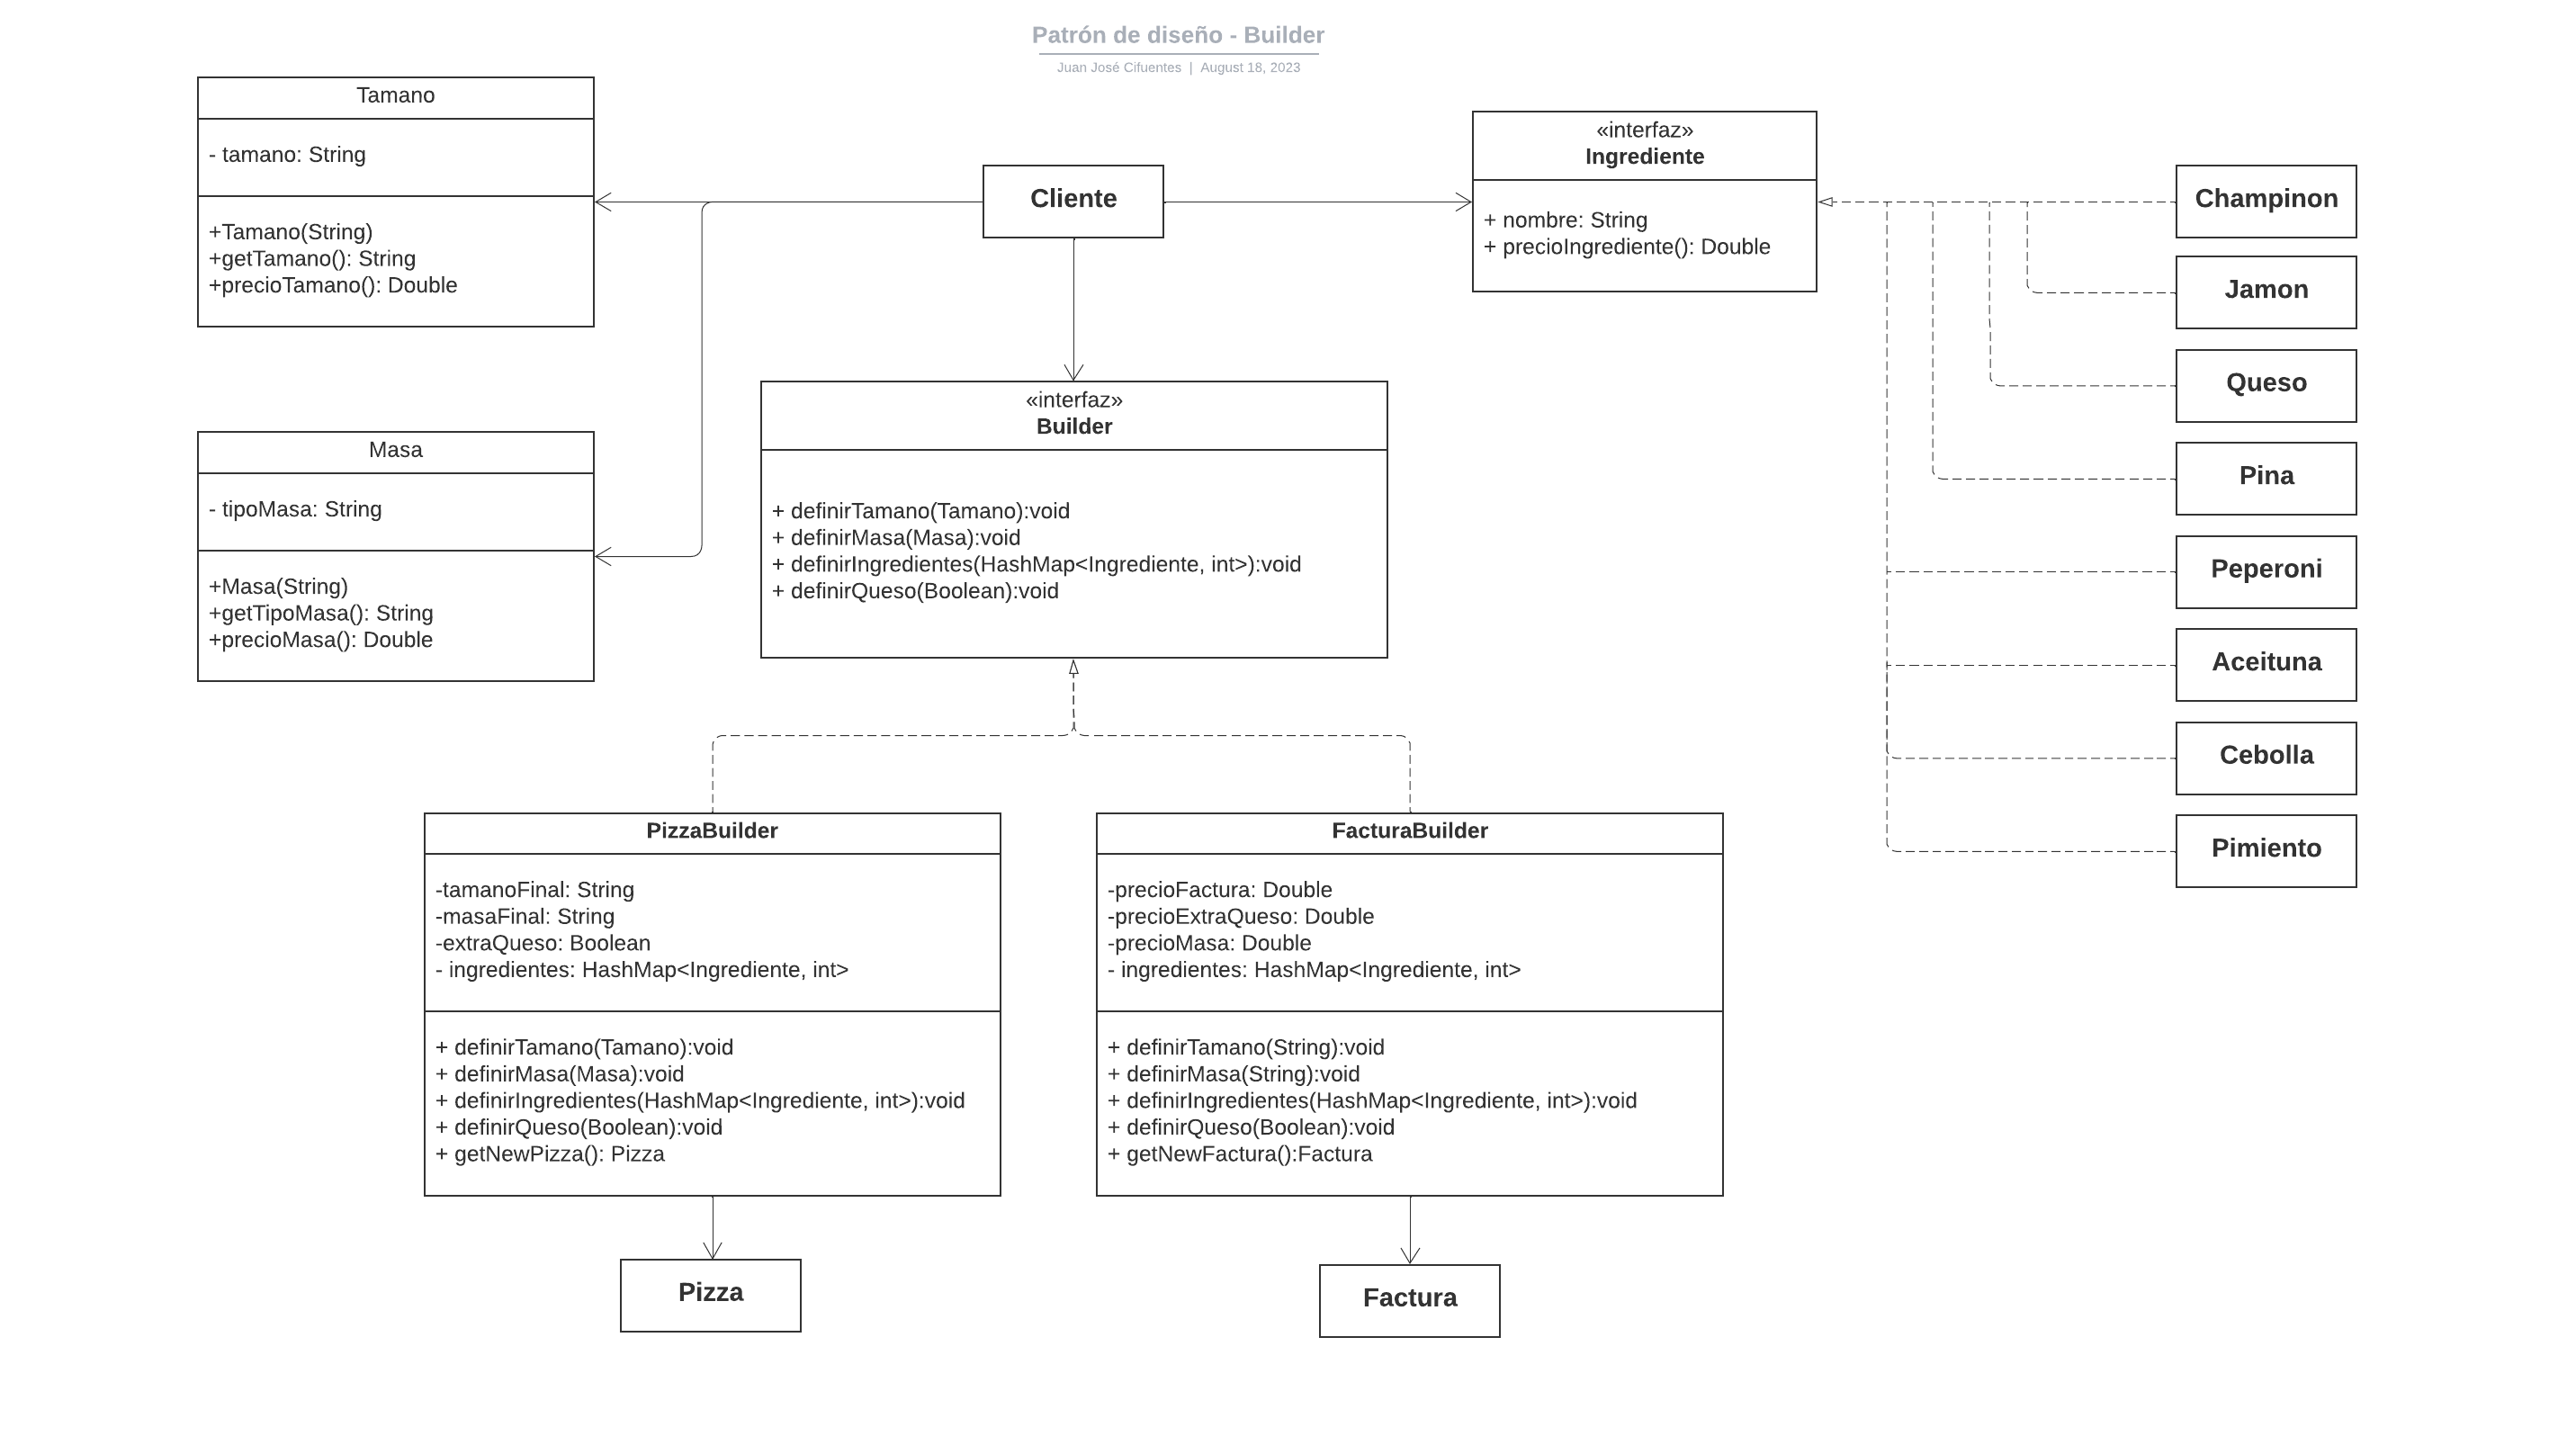 Patrón de diseño - Builder
Juan José Cifuentes | August 18, 2023
Tamano
- tamano: String
+Tamano(String)
+getTamano(): String
+precioTamano(): Double
Cliente
«interfaz»
Ingrediente
+ nombre: String
+ precioIngrediente(): Double
Champinon
Jamon
Queso
Pina
Peperoni
Aceituna
Cebolla
Pimiento
Masa
- tipoMasa: String
+Masa(String)
+getTipoMasa(): String
+precioMasa(): Double
«interfaz»
Builder
+ definirTamano(Tamano):void
+ definirMasa(Masa):void
+ definirIngredientes(HashMap<Ingrediente, int>):void
+ definirQueso(Boolean):void
PizzaBuilder
-tamanoFinal: String
-masaFinal: String
-extraQueso: Boolean
- ingredientes: HashMap<Ingrediente, int>
+ definirTamano(Tamano):void
+ definirMasa(Masa):void
+ definirIngredientes(HashMap<Ingrediente, int>):void
+ definirQueso(Boolean):void
+ getNewPizza(): Pizza
FacturaBuilder
-precioFactura: Double
-precioExtraQueso: Double
-precioMasa: Double
- ingredientes: HashMap<Ingrediente, int>
+ definirTamano(String):void
+ definirMasa(String):void
+ definirIngredientes(HashMap<Ingrediente, int>):void
+ definirQueso(Boolean):void
+ getNewFactura():Factura
Pizza
Factura